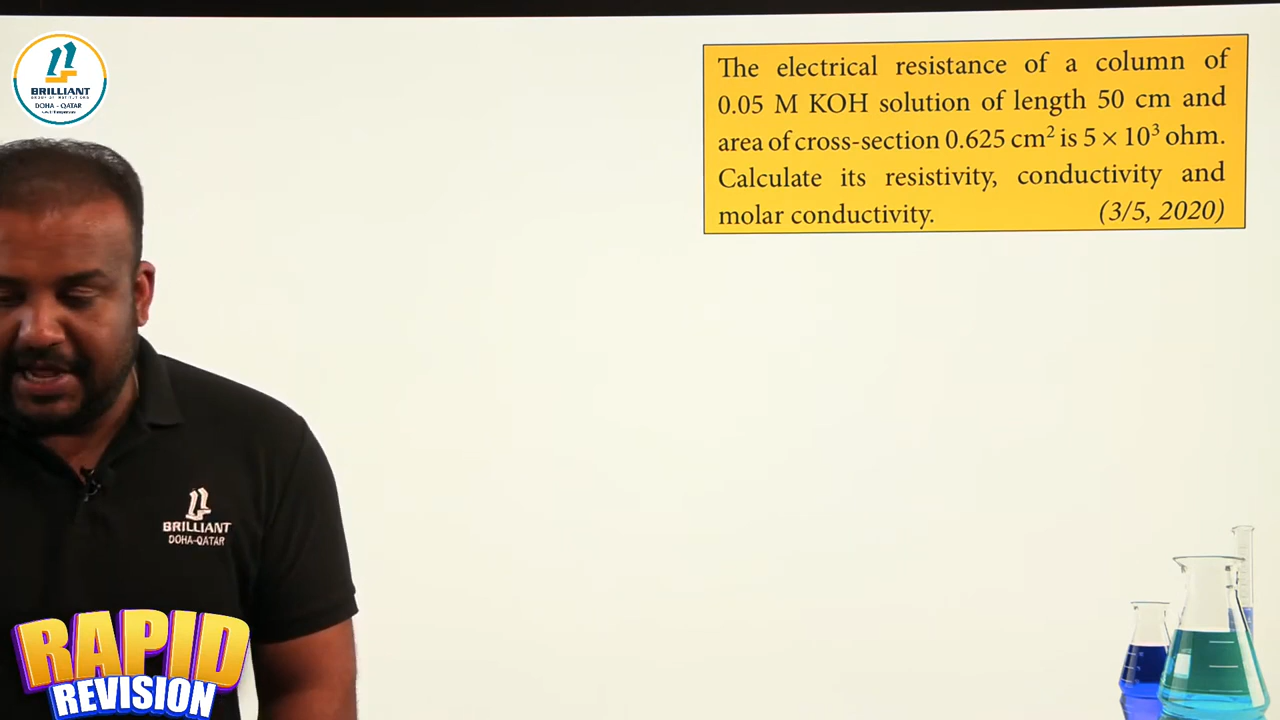 BRILLIANT
DOHA - QATAR
The electrical resistance of a column of
0.05 M KOH solution of length 50 cm and
area of cross-section 0.625 cm² is 5 × 10³ ohm.
Calculate its resistivity, conductivity and
molar conductivity. (3/5, 2020)
BRILLIANT
DOHA-QATAR
RAPID
REVISION